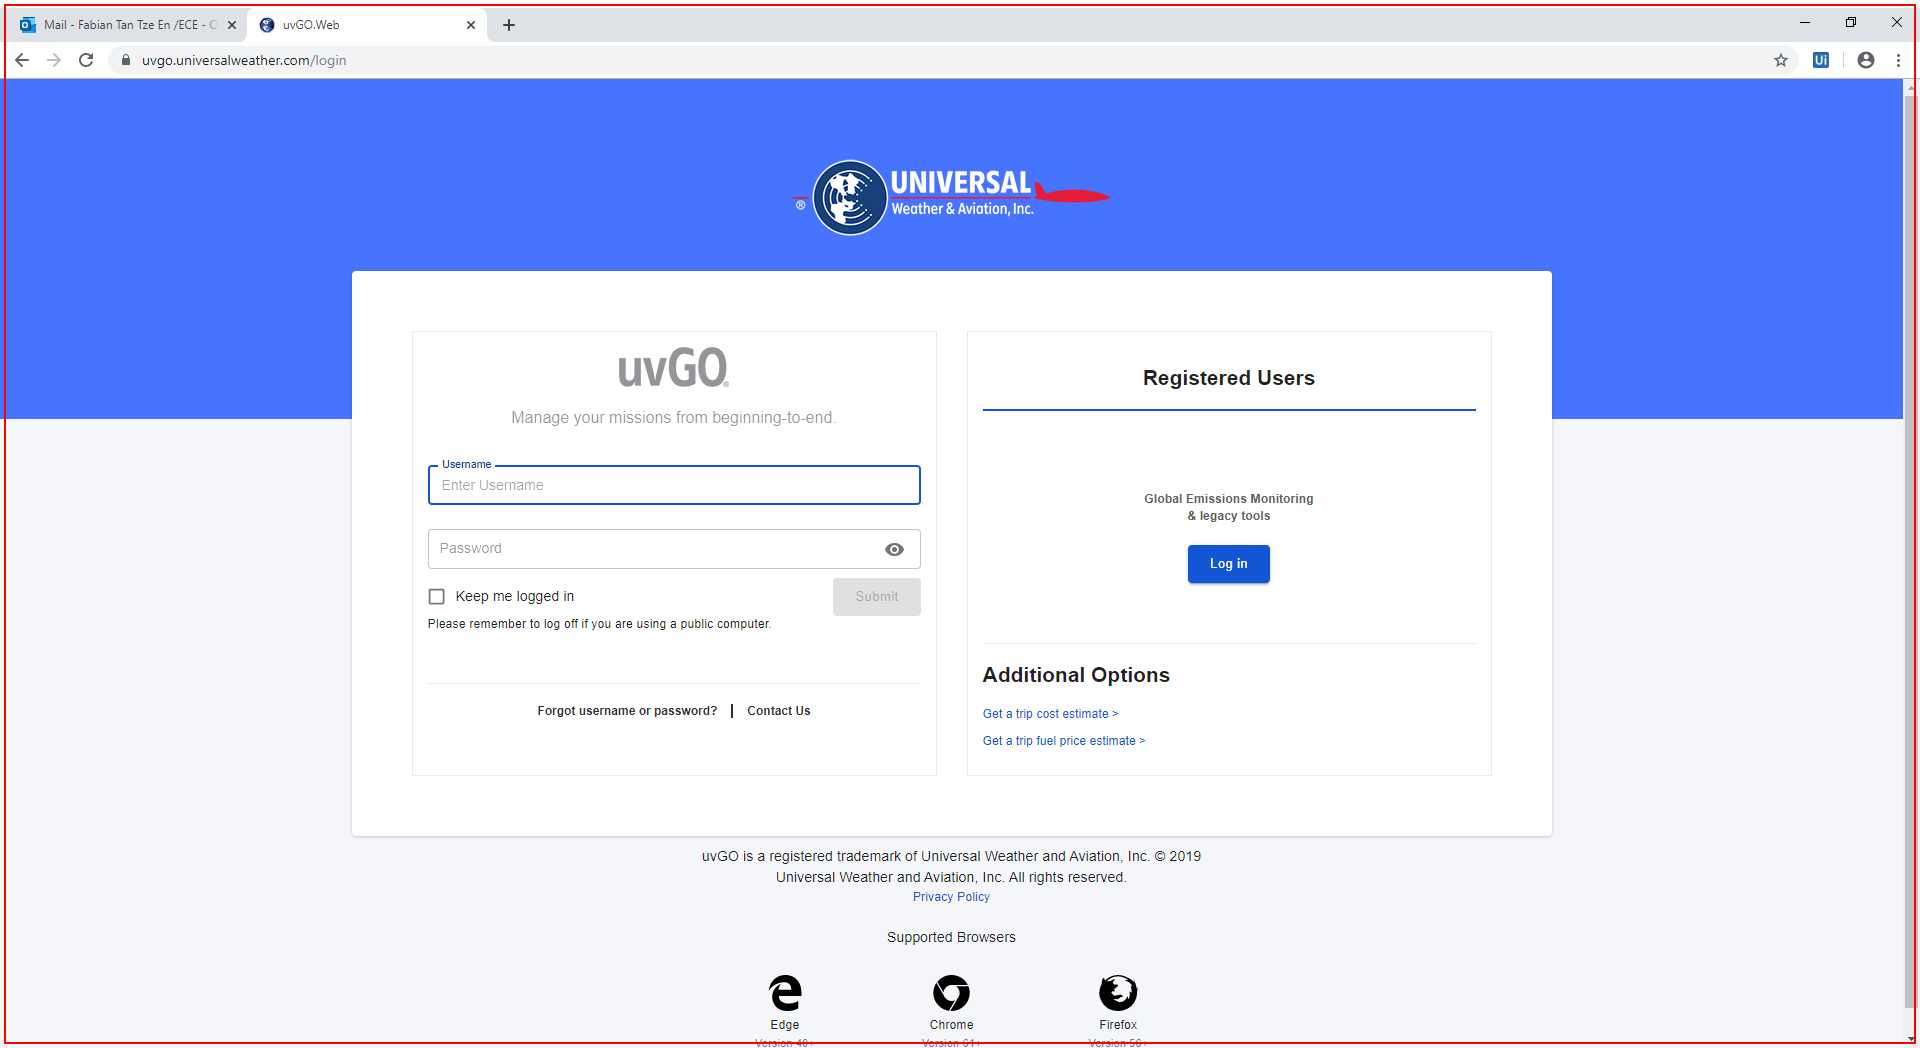 Mail - Fabian Tan Tze En /ECE - O
uvGO.Web
uvgo.universalweather.com/login
Ui
UNIVERSAL
Weather & Aviation, Inc.
®
uvGO®
Manage your missions from beginning-to-end.
Username
Enter Username
Password
Keep me logged in
Submit
Please remember to log off if you are using a public computer.
Forgot username or password?
Contact Us
Registered Users
Global Emissions Monitoring
& legacy tools
Log in
Additional Options
Get a trip cost estimate >
Get a trip fuel price estimate >
uvGO is a registered trademark of Universal Weather and Aviation, Inc. © 2019
Universal Weather and Aviation, Inc. All rights reserved.
Privacy Policy
Supported Browsers
Edge
Chrome
Firefox
Version
Version
Version